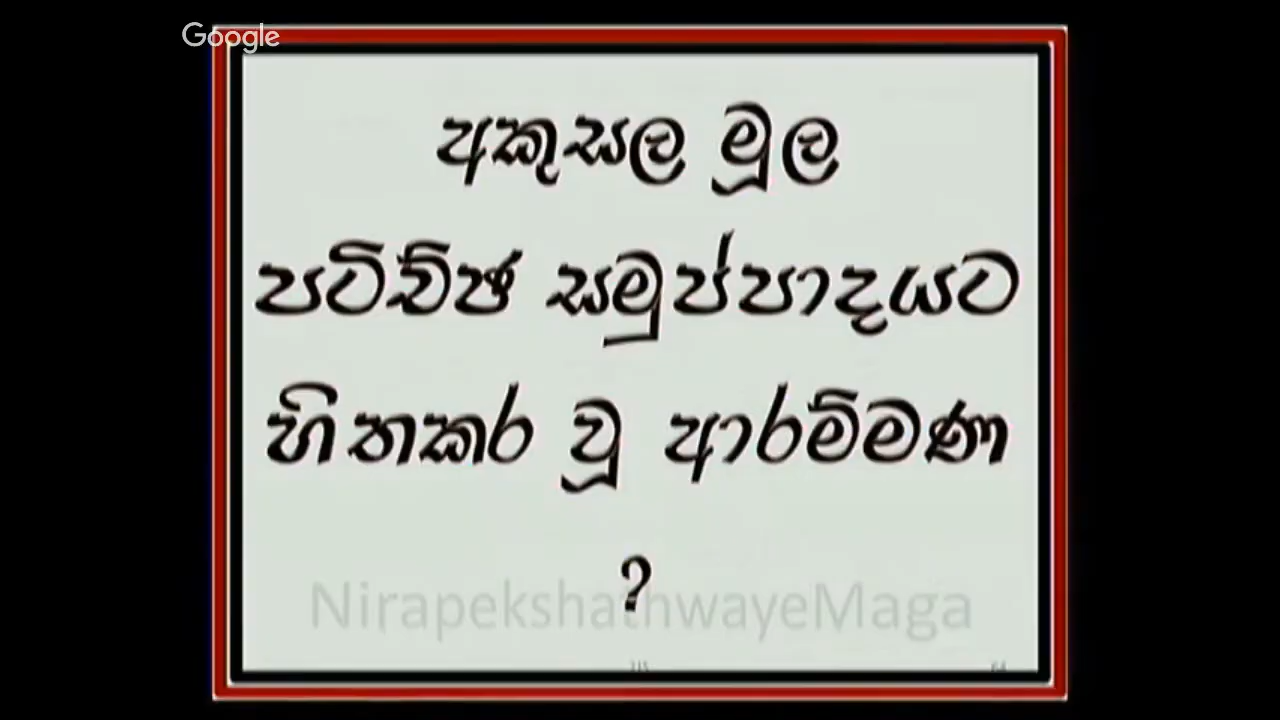 Google
අකුසල මූල
පටිච්ඡ සමුප්පාදයට
හිතකර වූ ආරම්මණ
?
NirapekshathwayeMaga